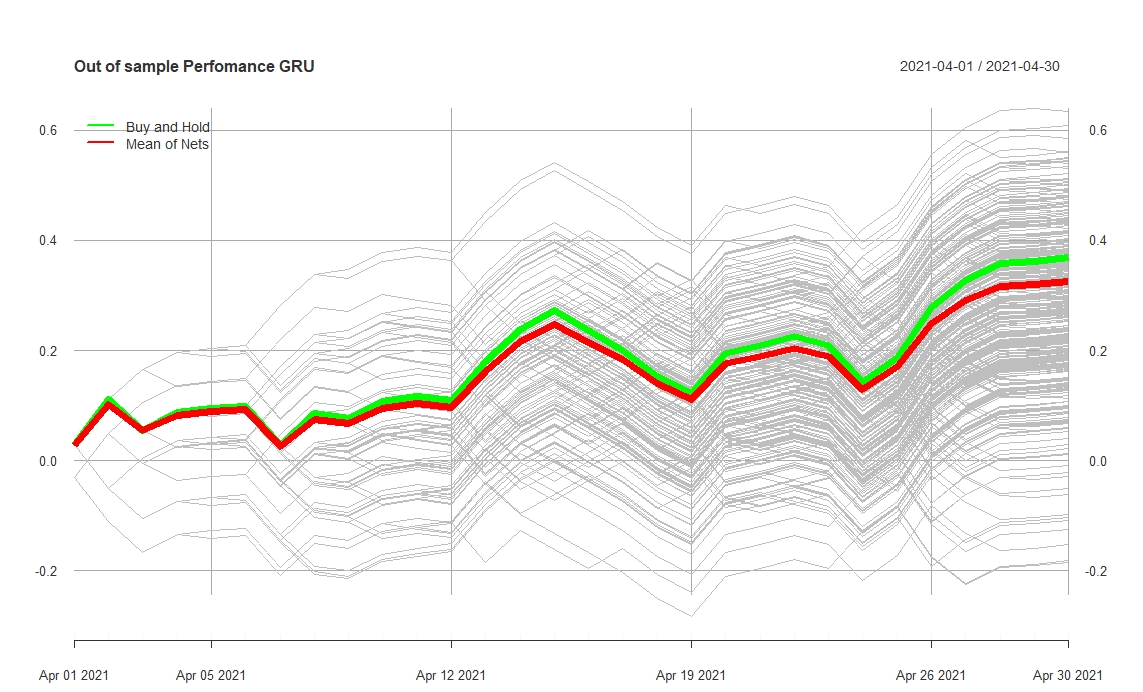 Out of sample Perfomance GRU
2021-04-01 / 2021-04-30
Buy and Hold
Mean of Nets
0.6 0.6
0.4 0.4
0.2 0.2
0.0 0.0
-0.2 -0.2
Apr 01 2021 Apr 05 2021 Apr 12 2021 Apr 19 2021 Apr 26 2021 Apr 30 2021